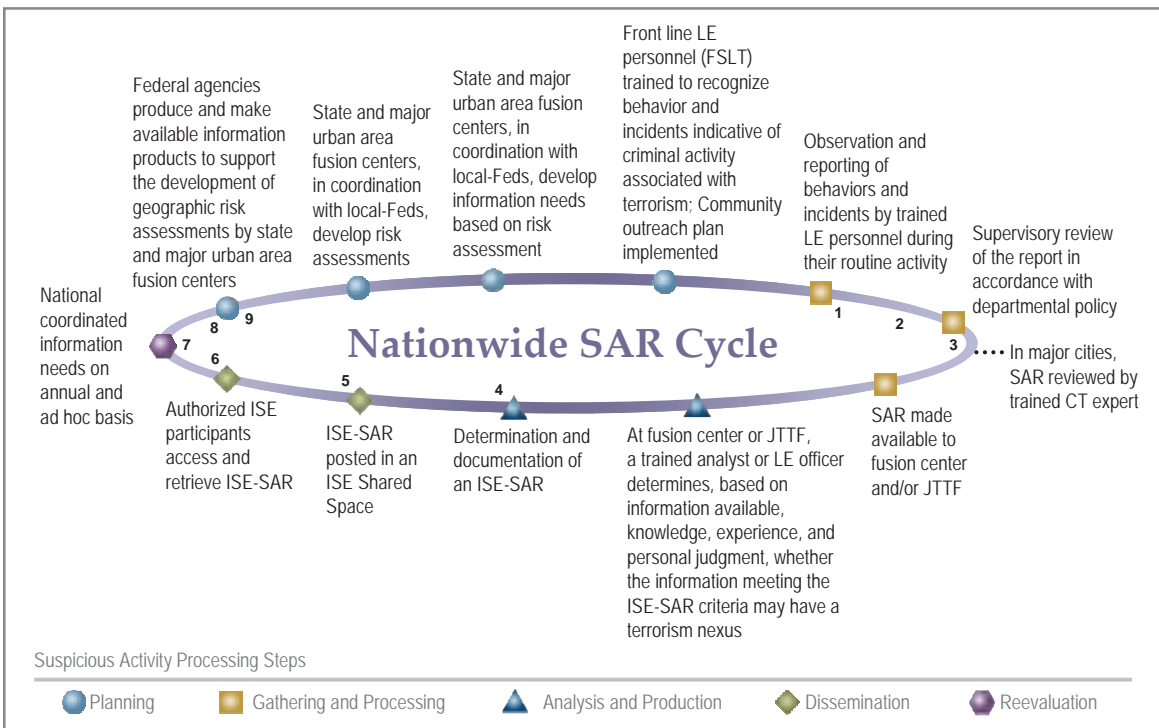 Federal agencies
produce and make
available information
products to support
the development of
geographic risk
assessments by state
and major urban area
fusion centers
State and major
urban area
fusion centers,
in coordination
with local-Feds,
develop risk
assessments
State and major
urban area fusion
centers, in
coordination with
local-Feds, develop
information needs
based on risk
assessment
Front line LE
personnel (FSLT)
trained to recognize
behavior and
incidents indicative of
criminal activity
associated with
terrorism; Community
outreach plan
implemented
Observation and
reporting of
behaviors and
incidents by trained
LE personnel during
their routine activity
Supervisory review
of the report in
accordance with
departmental policy
In major cities,
SAR reviewed by
trained CT expert
National
coordinated
information
needs on
annual and
ad hoc basis
8 9
7
6
5
4
1
2
3
Nationwide SAR Cycle
Authorized ISE
participants
access and
retrieve ISE-SAR
ISE-SAR
posted in an
ISE Shared
Space
Determination and
documentation of
an ISE-SAR
At fusion center or JTTF,
a trained analyst or LE officer
determines, based on
information available,
knowledge, experience, and
personal judgment, whether
the information meeting the
ISE-SAR criteria may have a
terrorism nexus
SAR made
available to
fusion center
and/or JTTF
Suspicious Activity Processing Steps
Planning
Gathering and Processing
Analysis and Production
Dissemination
Reevaluation